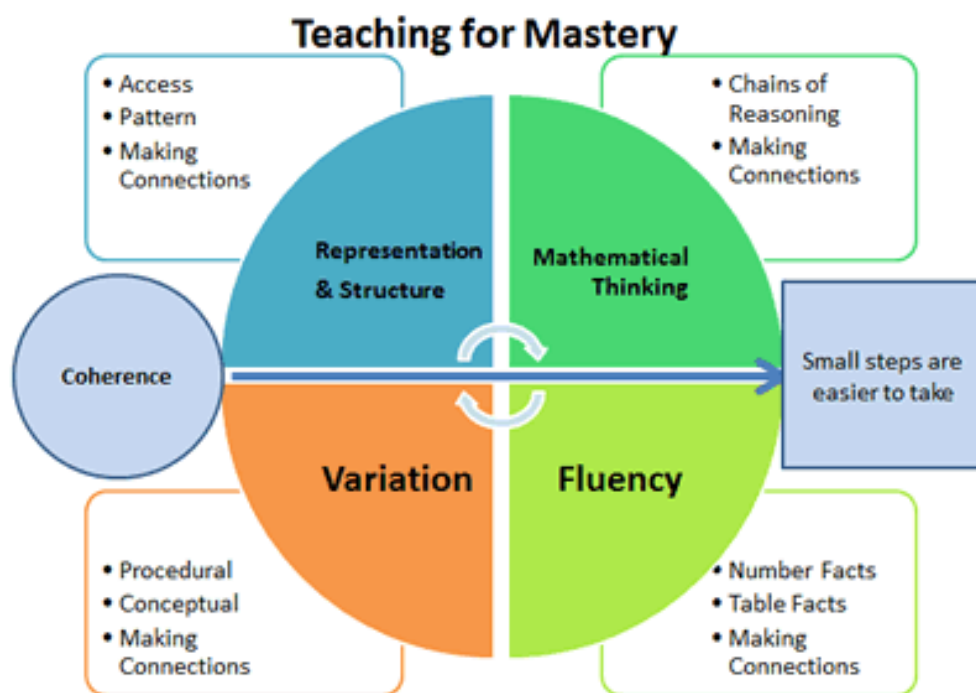 Teaching for Mastery
• Access
• Pattern
• Making
Connections
• Chains of
Reasoning
• Making
Connections
Representation
& Structure
Mathematical
Thinking
Coherence
Small steps are
easier to take
Variation
Fluency
• Procedural
• Conceptual
• Making
Connections
• Number Facts
• Table Facts
• Making
Connections